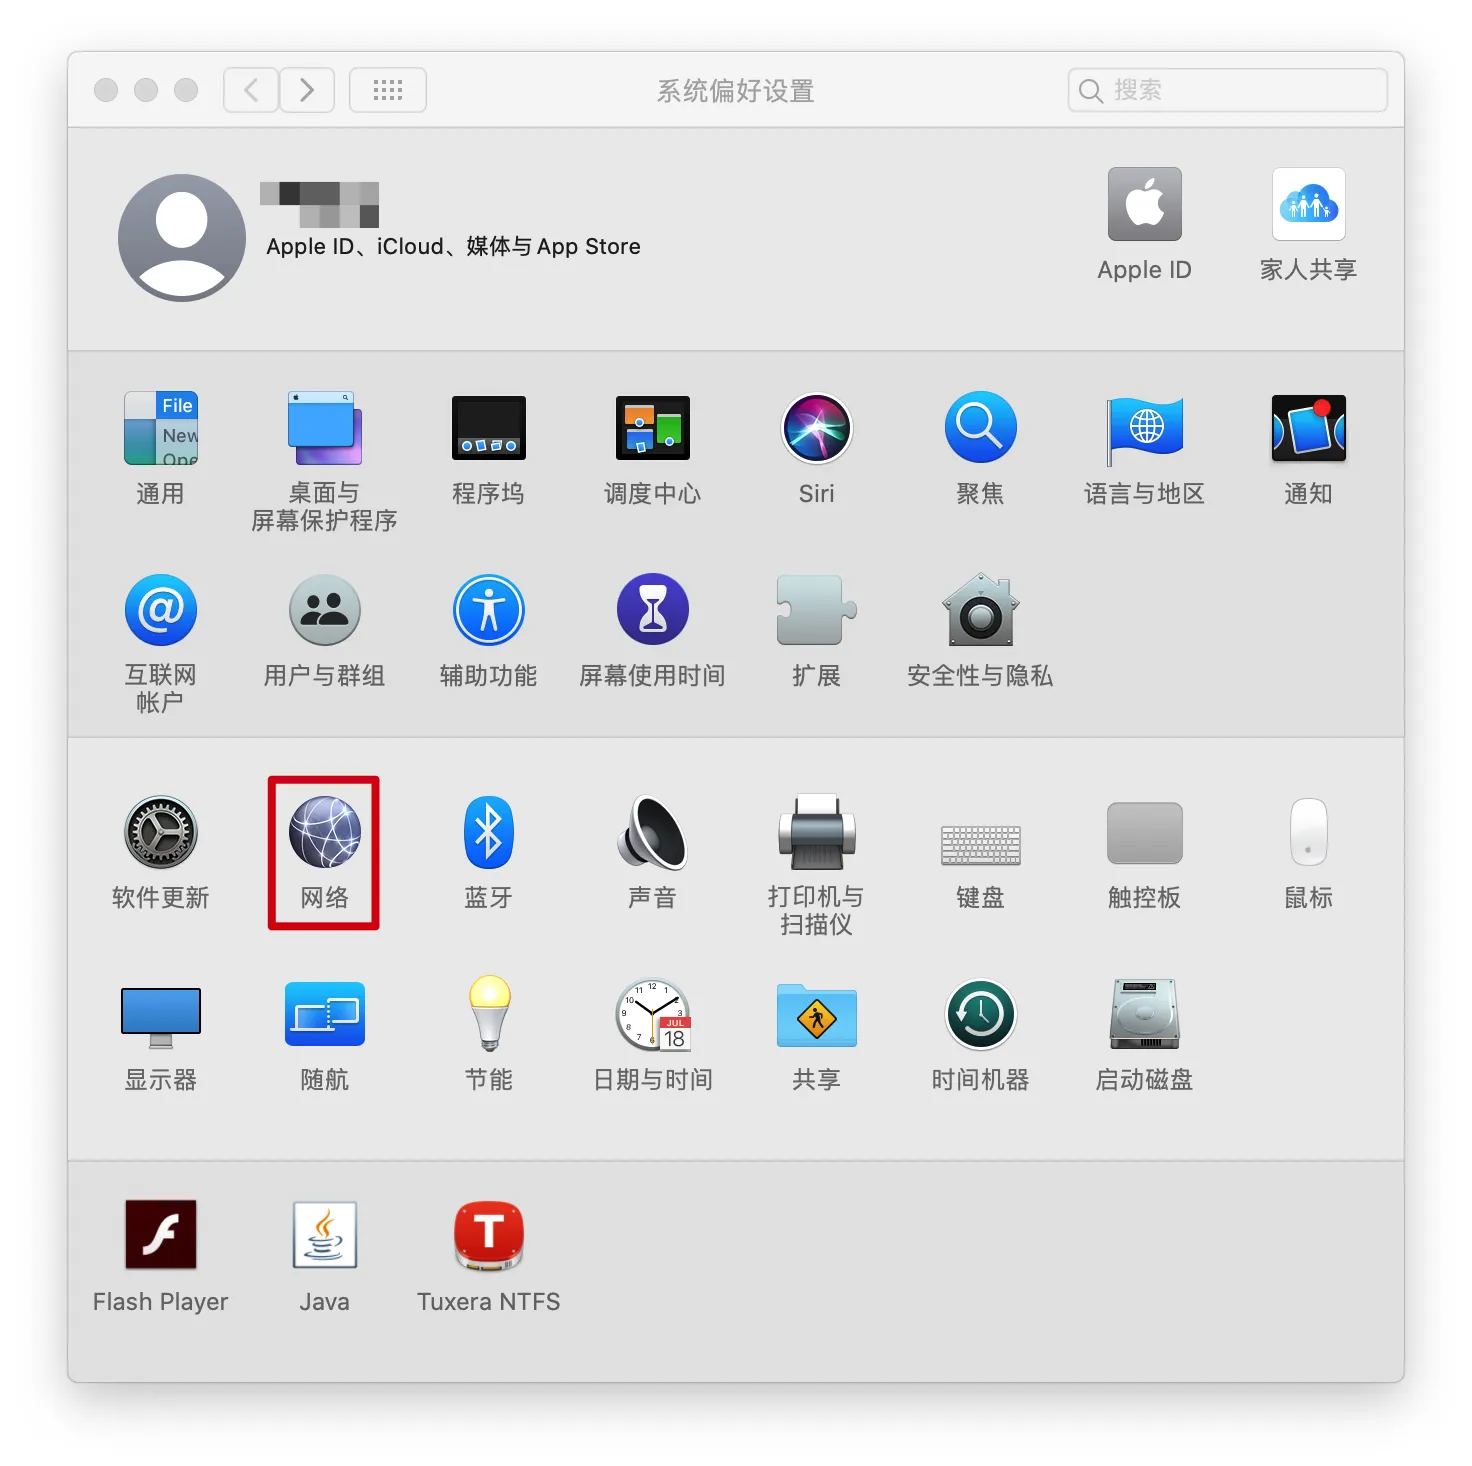 系统偏好设置
搜索
Apple ID、iCloud、媒体与 App Store
Apple ID
家人共享
File
New
Ope
通用
桌面与
屏幕保护程序
程序坞
调度中心
Siri
聚焦
语言与地区
通知
互联网
帐户
用户与群组
辅助功能
屏幕使用时间
扩展
安全性与隐私
软件更新
网络
蓝牙
声音
打印机与
扫描仪
键盘
触控板
鼠标
显示器
随航
节能
JUL
18
日期与时间
共享
时间机器
启动磁盘
Flash Player
Java
T
Tuxera NTFS